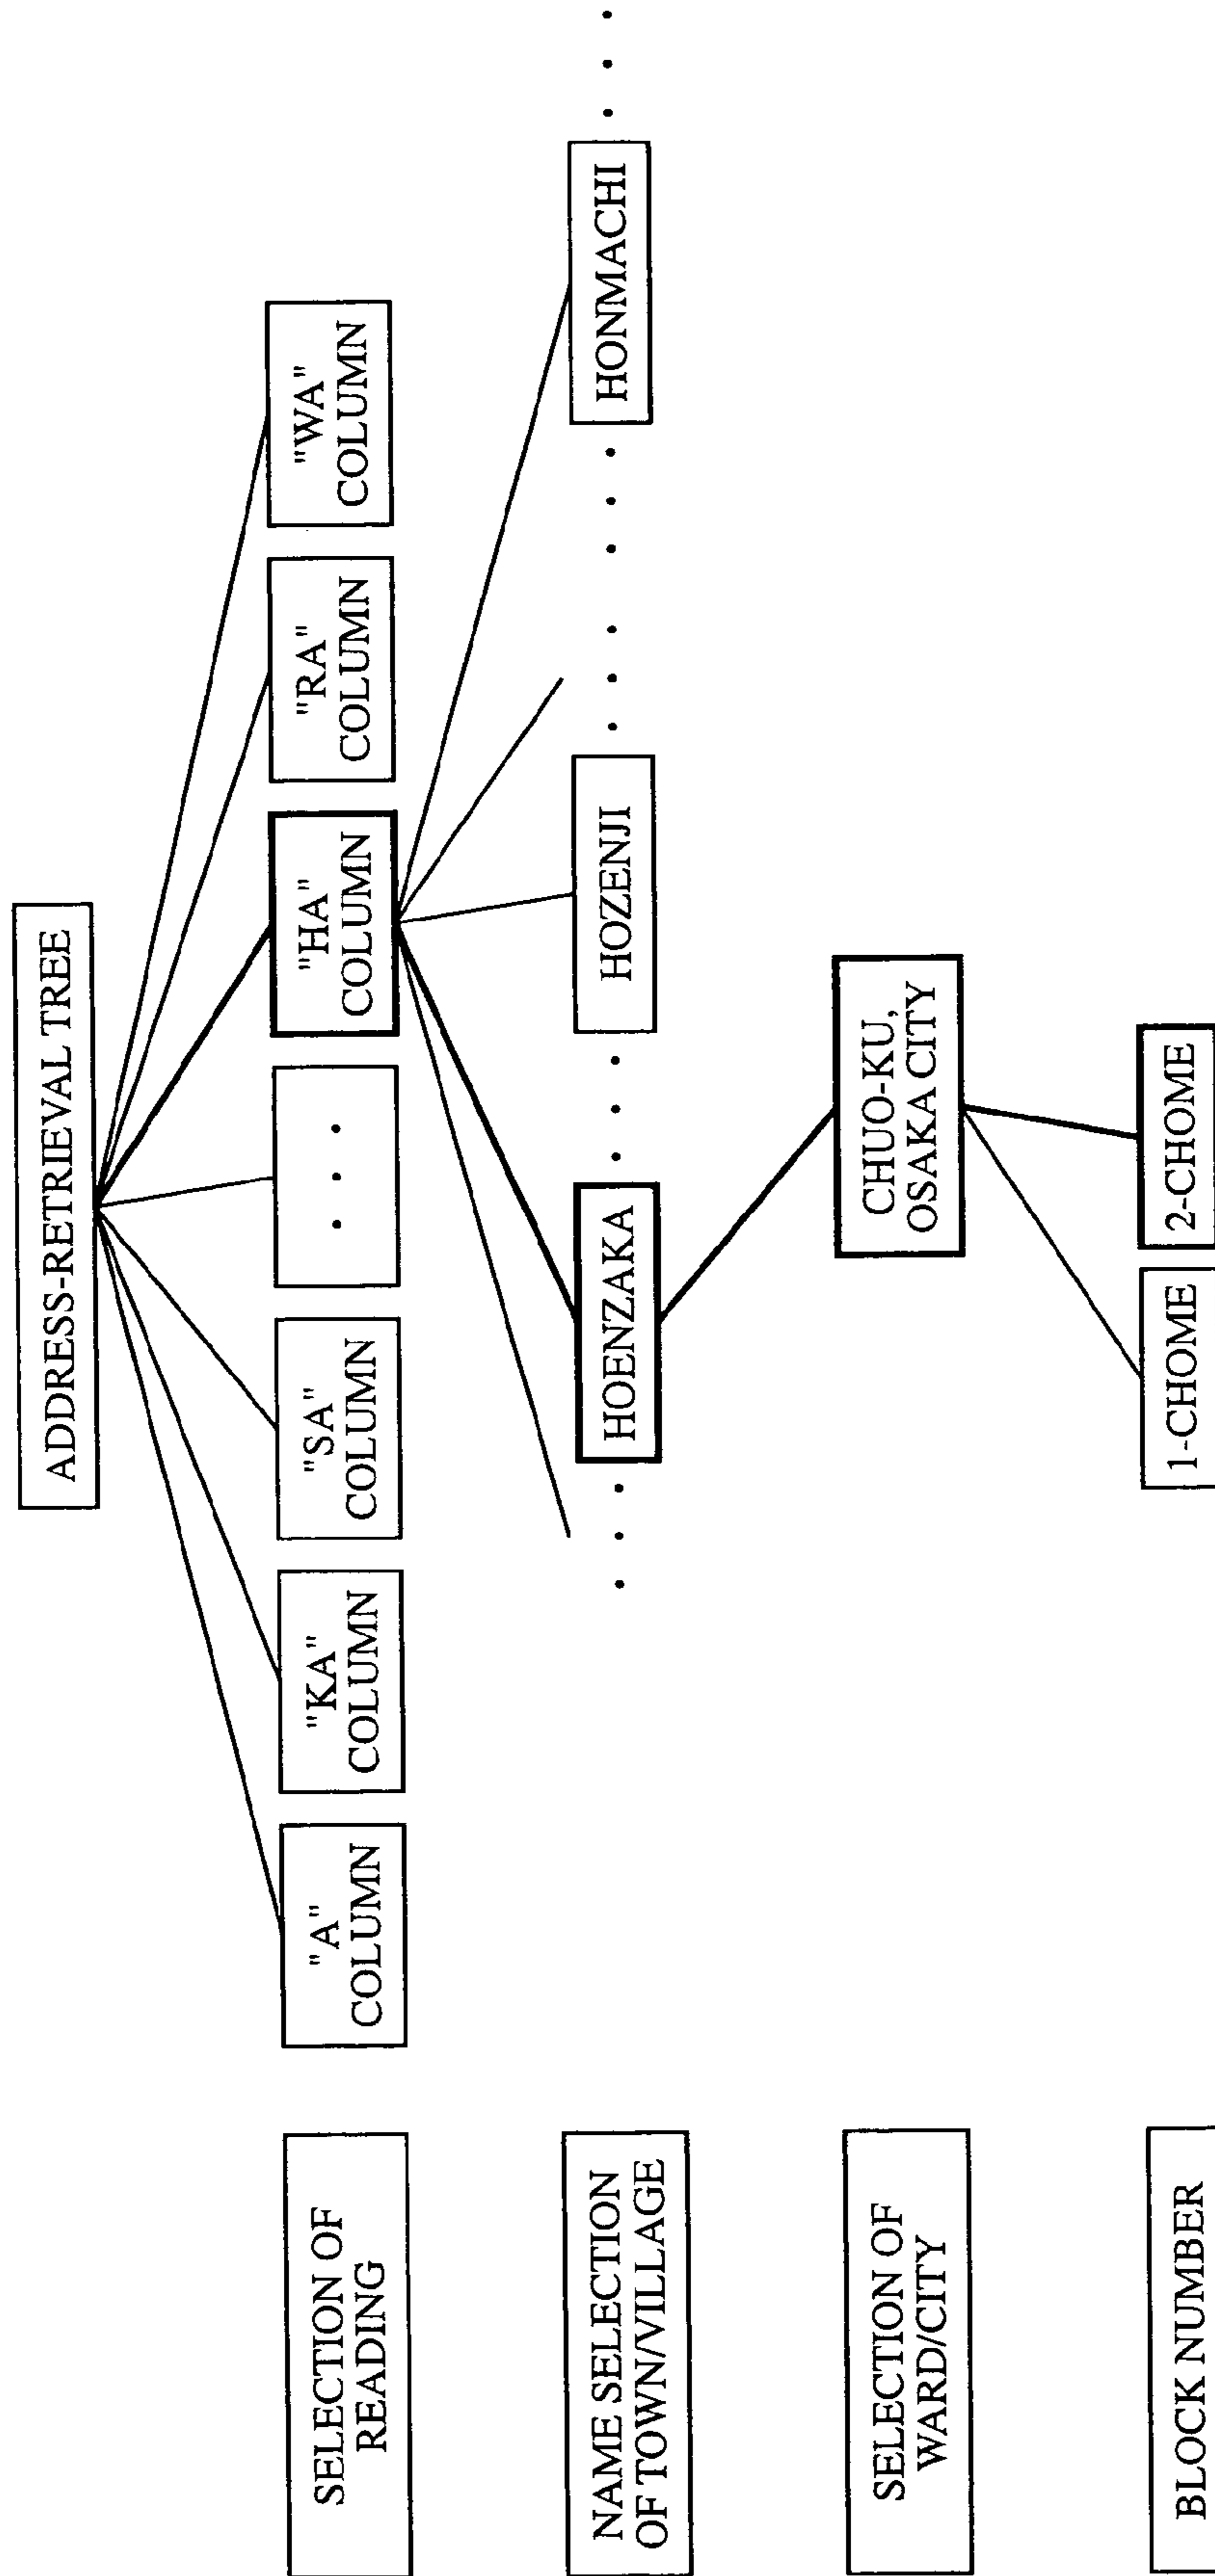 ADDRESS-RETRIEVAL TREE
SELECTION OF
READING
"A"
COLUMN
"KA"
COLUMN
"SA"
COLUMN
. . .
"HA"
COLUMN
"RA"
COLUMN
"WA"
COLUMN
NAME SELECTION
OF TOWN/VILLAGE
. . .
HOENZAKA
. . .
HOZENJI
. . .
. . .
HONMACHI
. . .
SELECTION OF
WARD/CITY
CHUO-KU,
OSAKA CITY
BLOCK NUMBER
1-CHOME
2-CHOME